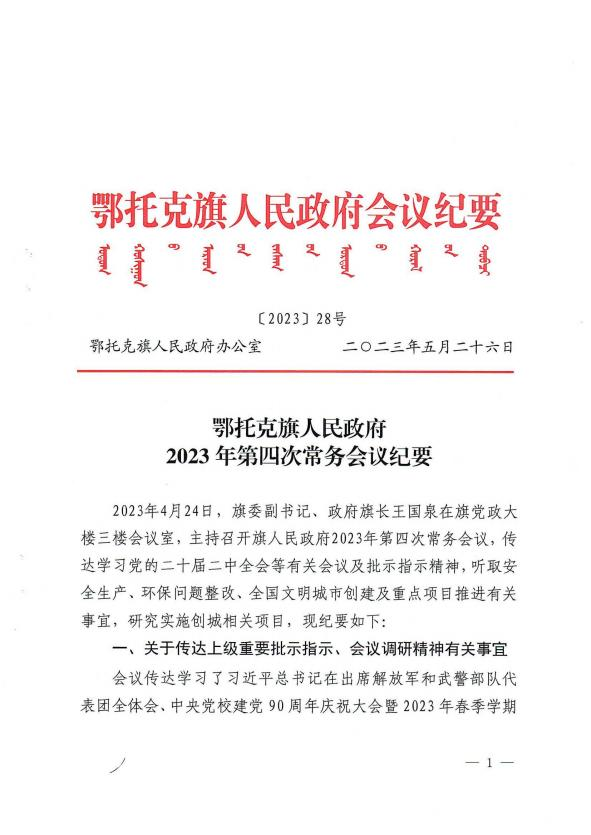 鄂托克旗人民政府会议纪要
〔2023〕28号
鄂托克旗人民政府办公室 二〇二三年五月二十六日
鄂托克旗人民政府
2023 年第四次常务会议纪要
2023年4月24日，旗委副书记、政府旗长王国泉在旗党政大
楼三楼会议室，主持召开旗人民政府2023年第四次常务会议，传
达学习党的二十届二中全会等有关会议及批示指示精神，听取安
全生产、环保问题整改、全国文明城市创建及重点项目推进有关
事宜，研究实施创城相关项目，现纪要如下：
一、关于传达上级重要批示指示、会议调研精神有关事宜
会议传达学习了习近平总书记在出席解放军和武警部队代
表团全体会、中央党校建党 90 周年庆祝大会暨 2023 年春季学期
— 1 —